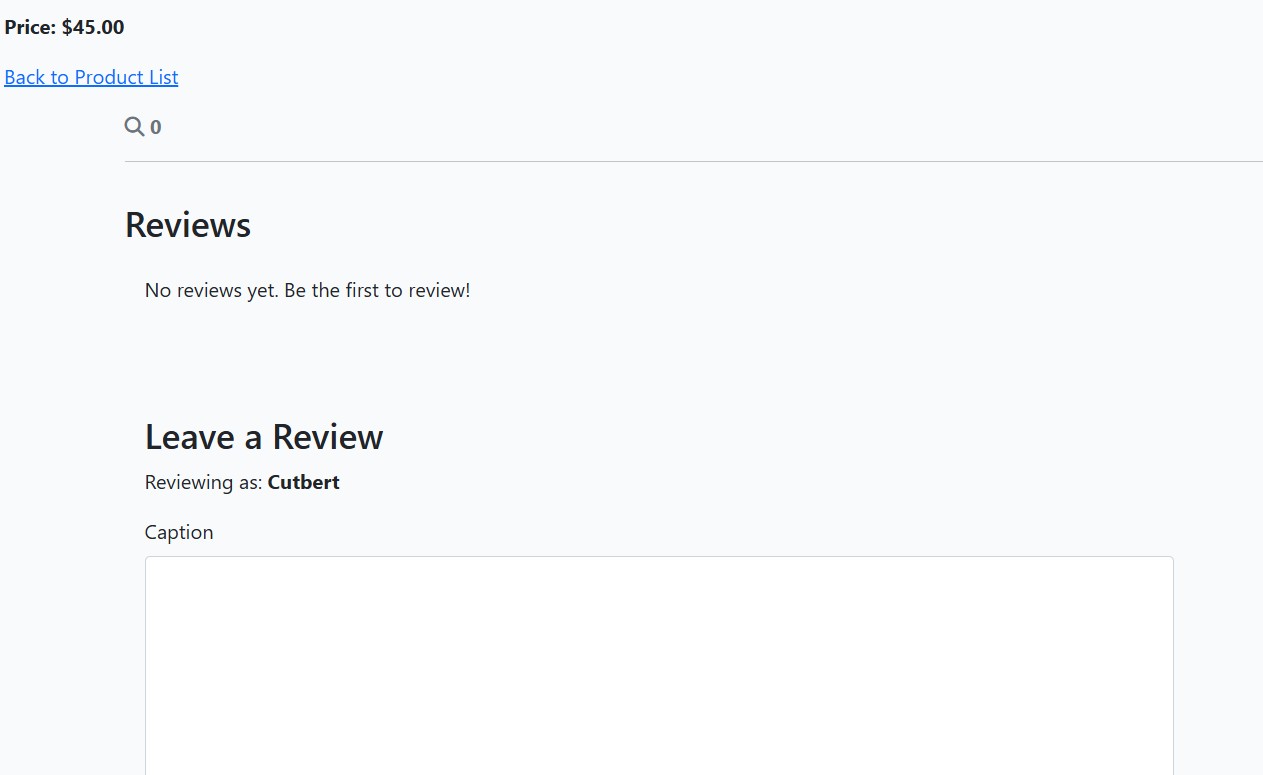 Price: $45.00
Back to Product List
0
Reviews
No reviews yet. Be the first to review!
Leave a Review
Reviewing as: Cutbert
Caption